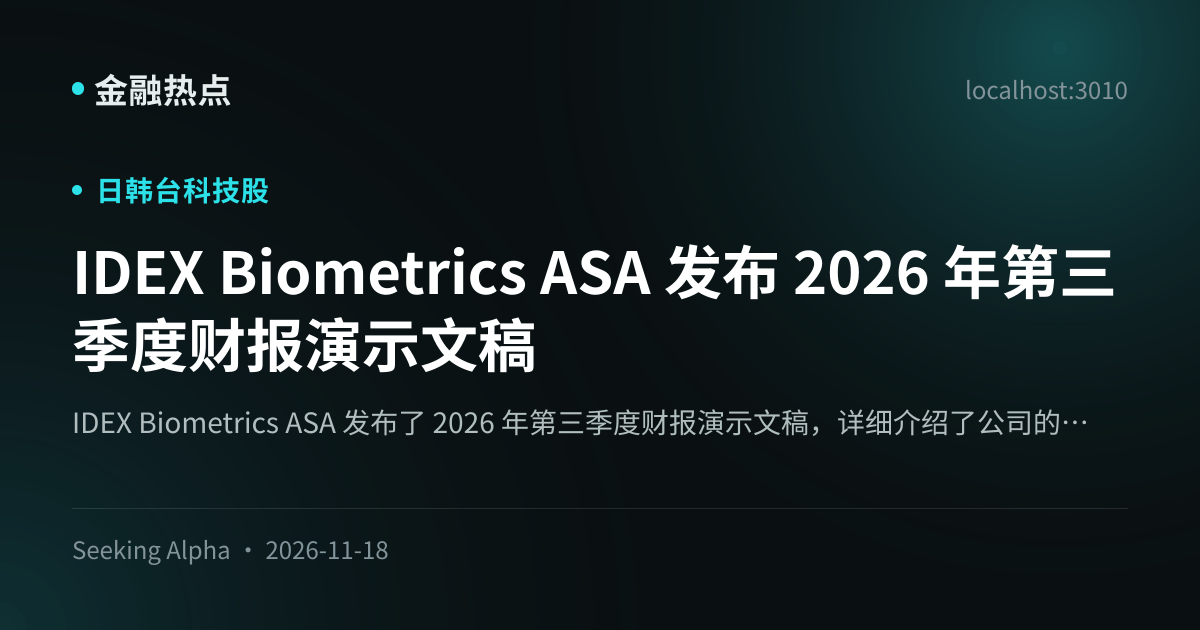 金融热点
localhost:3010
日韩台科技股
IDEX Biometrics ASA 发布 2026 年第三
季度财报演示文稿
IDEX Biometrics ASA 发布了 2026 年第三季度财报演示文稿，详细介绍了公司的…
Seeking Alpha · 2026-11-18